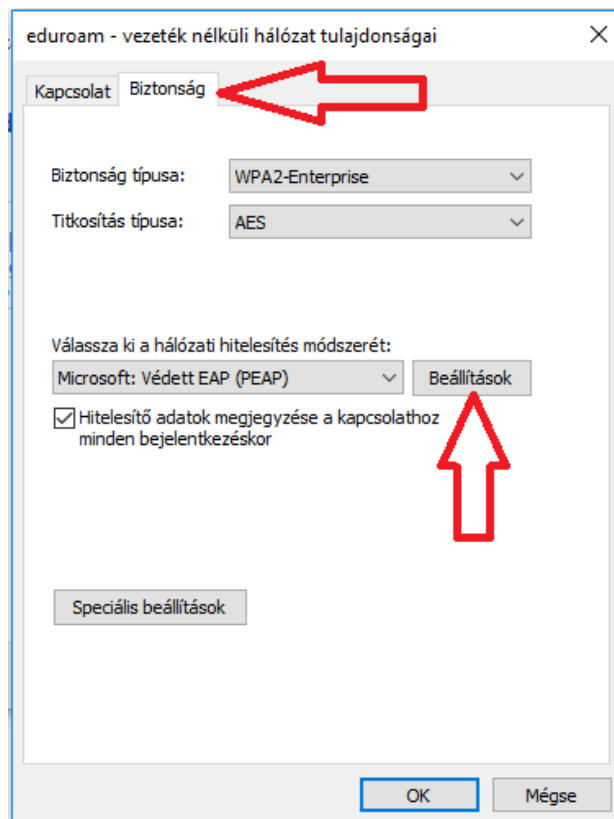 eduroam - vezeték nélküli hálózat tulajdonságai
Kapcsolat Biztonság
Biztonság típusa: WPA2-Enterprise
Titkosítás típusa: AES
Válassza ki a hálózati hitelesítés módszerét:
Microsoft: Védett EAP (PEAP) Beállítások
Hitelesítő adatok megjegyzése a kapcsolathoz
minden bejelentkezéskor
Speciális beállítások
OK Mégse